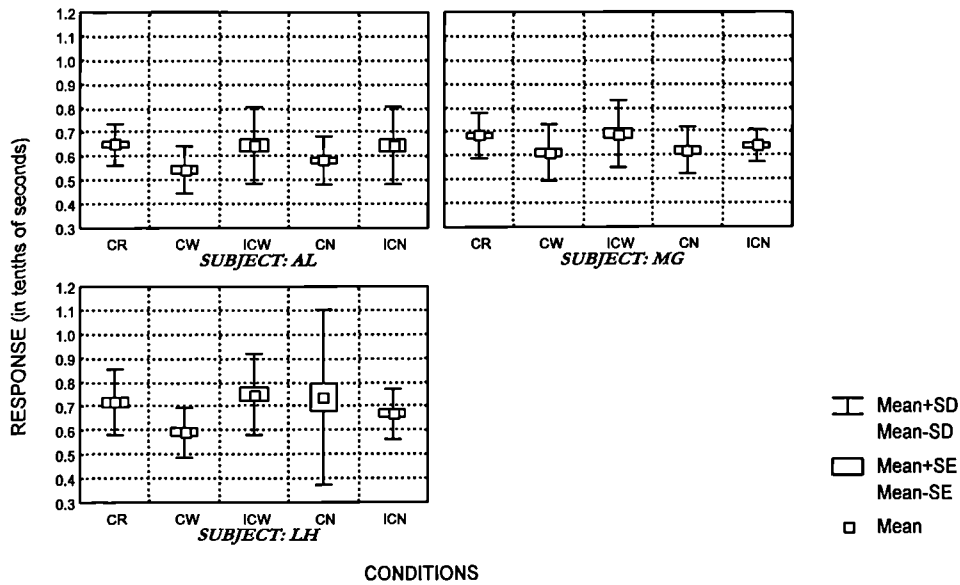 1.2
1.1
1.0
0.9
0.8
0.7
0.6
0.5
0.4
0.3
CR CW ICW CN ICN
SUBJECT: AL
1.2
1.1
1.0
0.9
0.8
0.7
0.6
0.5
0.4
0.3
CR CW ICW CN ICN
SUBJECT: MG
RESPONSE (in tenths of seconds)
1.2
1.1
1.0
0.9
0.8
0.7
0.6
0.5
0.4
0.3
CR CW ICW CN ICN
SUBJECT: LH
Mean+SD
Mean-SD
Mean+SE
Mean-SE
Mean
CONDITIONS